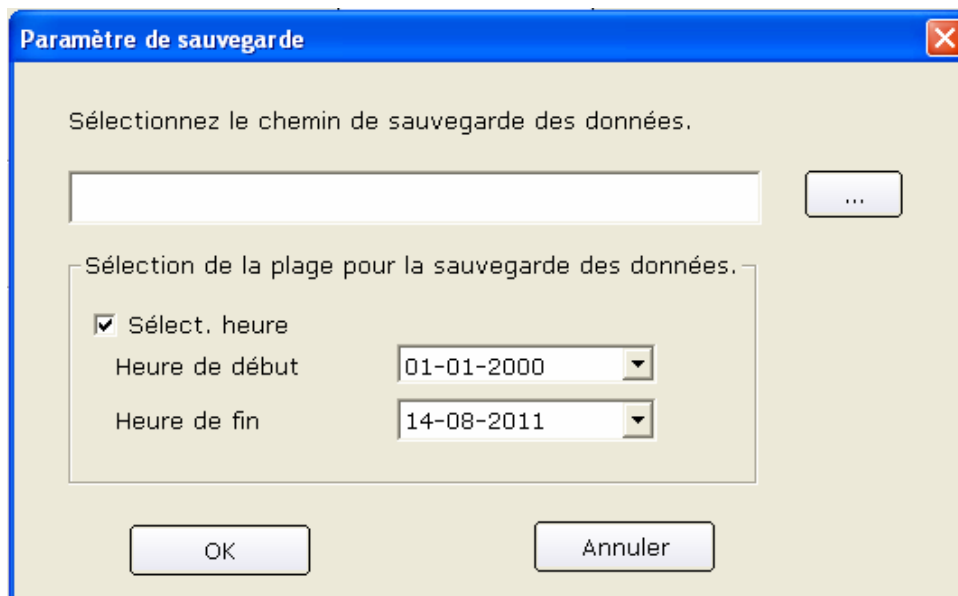 Paramètre de sauvegarde
Sélectionnez le chemin de sauvegarde des données.
...
Sélection de la plage pour la sauvegarde des données.
Sélect. heure
Heure de début 01-01-2000
Heure de fin 14-08-2011
OK Annuler